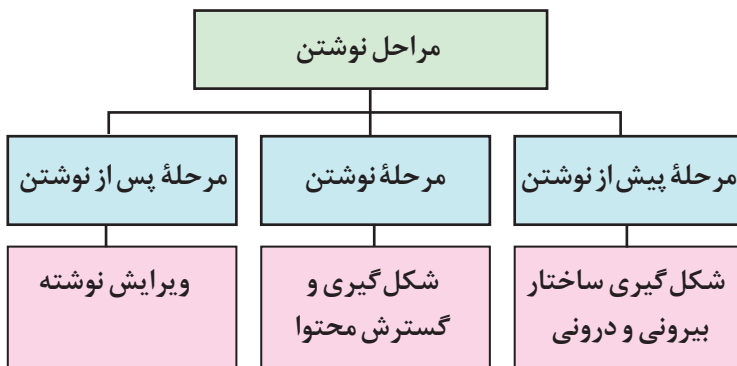 مراحل نوشتن
مرحلهٔ پیش از نوشتن
مرحلهٔ نوشتن
مرحلهٔ پس از نوشتن
شکل‌گیری ساختار
بیرونی و درونی
شکل‌گیری و
گسترش محتوا
ویرایش نوشته